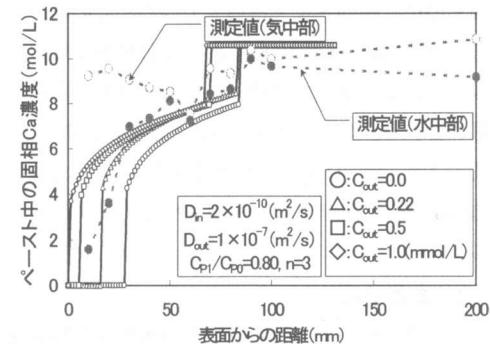 ペースト中の固相Ca濃度(mol/L)
12
10
8
6
4
2
0
測定値(気中部)
測定値(水中部)
D_in=2×10^-10(m²/s)
D_out=1×10^-7(m²/s)
C_P1/C_P0=0.80, n=3
○:C_out=0.0
△:C_out=0.22
□:C_out=0.5
◇:C_out=1.0(mmol/L)
0 50 100 150 200
表面からの距離(mm)